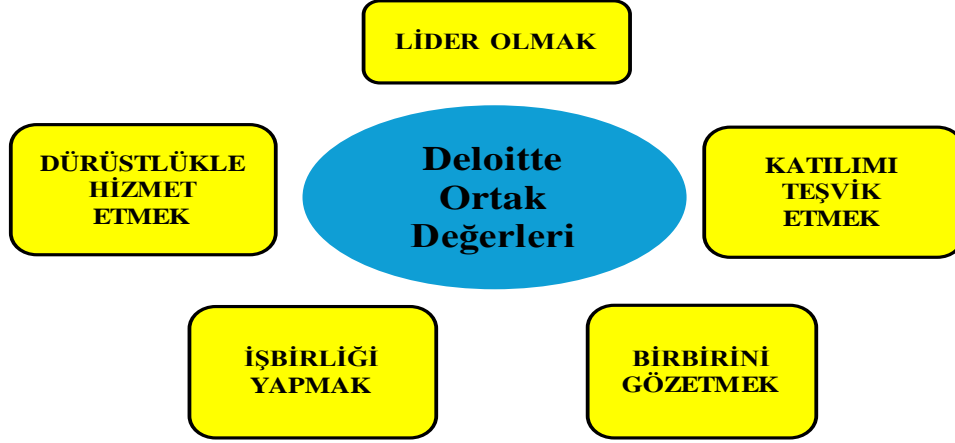 LİDER OLMAK
DÜRÜSTLÜKLE
HİZMET
ETMEK
Deloitte
Ortak
Değerleri
KATILIMI
TEŞVİK
ETMEK
İŞBİRLİĞİ
YAPMAK
BİRBİRİNİ
GÖZETMEK